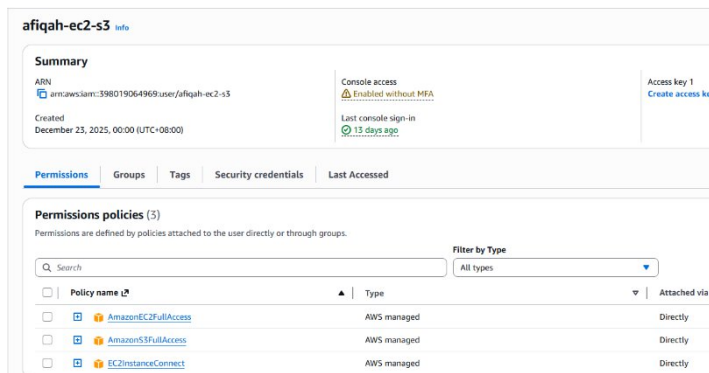 afiqah-ec2-s3 Info
Summary
ARN
arn:aws:iam::398019064969:user/afiqah-ec2-s3
Console access
Enabled without MFA
Access key 1
Create access ke
Created
December 23, 2025, 00:00 (UTC+08:00)
Last console sign-in
13 days ago
Permissions Groups Tags Security credentials Last Accessed
Permissions policies (3)
Permissions are defined by policies attached to the user directly or through groups.
Filter by Type
Search All types
Policy name Type Attached via
AmazonEC2FullAccess AWS managed Directly
AmazonS3FullAccess AWS managed Directly
EC2InstanceConnect AWS managed Directly